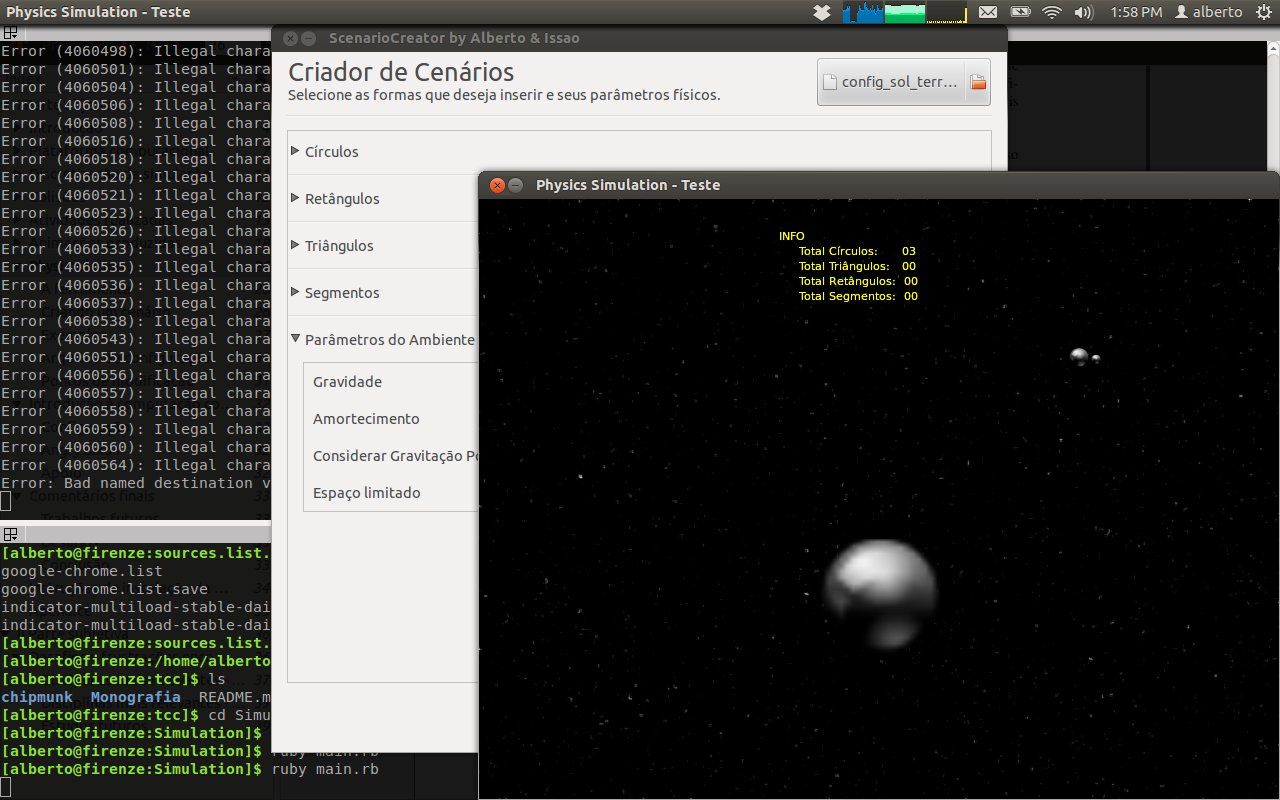 Physics Simulation - Teste
1:58 PM
alberto
Error (4060498): Illegal chara
Error (4060501): Illegal chara
Error (4060504): Illegal chara
Error (4060506): Illegal chara
Error (4060508): Illegal chara
Error (4060516): Illegal chara
Error (4060518): Illegal chara
Error (4060520): Illegal chara
Error (4060521): Illegal chara
Error (4060523): Illegal chara
Error (4060526): Illegal chara
Error (4060533): Illegal chara
Error (4060535): Illegal chara
Error (4060536): Illegal chara
Error (4060537): Illegal chara
Error (4060538): Illegal chara
Error (4060543): Illegal chara
Error (4060551): Illegal chara
Error (4060556): Illegal chara
Error (4060557): Illegal chara
Error (4060558): Illegal chara
Error (4060559): Illegal chara
Error (4060560): Illegal chara
Error (4060564): Illegal chara
Error: Bad named destination v
Comentários finais
Trabalhos futuros
[alberto@firenze:sources.list.
google-chrome.list
google-chrome.list.save
indicator-multiload-stable-dai
indicator-multiload-stable-dai
[alberto@firenze:sources.list.
[alberto@firenze:/home/alberto
[alberto@firenze:tcc]$ ls
chipmunk Monografia README.m
[alberto@firenze:tcc]$ cd Simu
[alberto@firenze:Simulation]$
[alberto@firenze:Simulation]$ ruby main.rb
[alberto@firenze:Simulation]$ ruby main.rb
ScenarioCreator by Alberto & Issao
Criador de Cenários
Selecione as formas que deseja inserir e seus parâmetros físicos.
config_sol_terr...
Círculos
Retângulos
Triângulos
Segmentos
Parâmetros do Ambiente
Gravidade
Amortecimento
Considerar Gravitação Po
Espaço limitado
Physics Simulation - Teste
INFO
Total Círculos: 03
Total Triângulos: 00
Total Retângulos: 00
Total Segmentos: 00